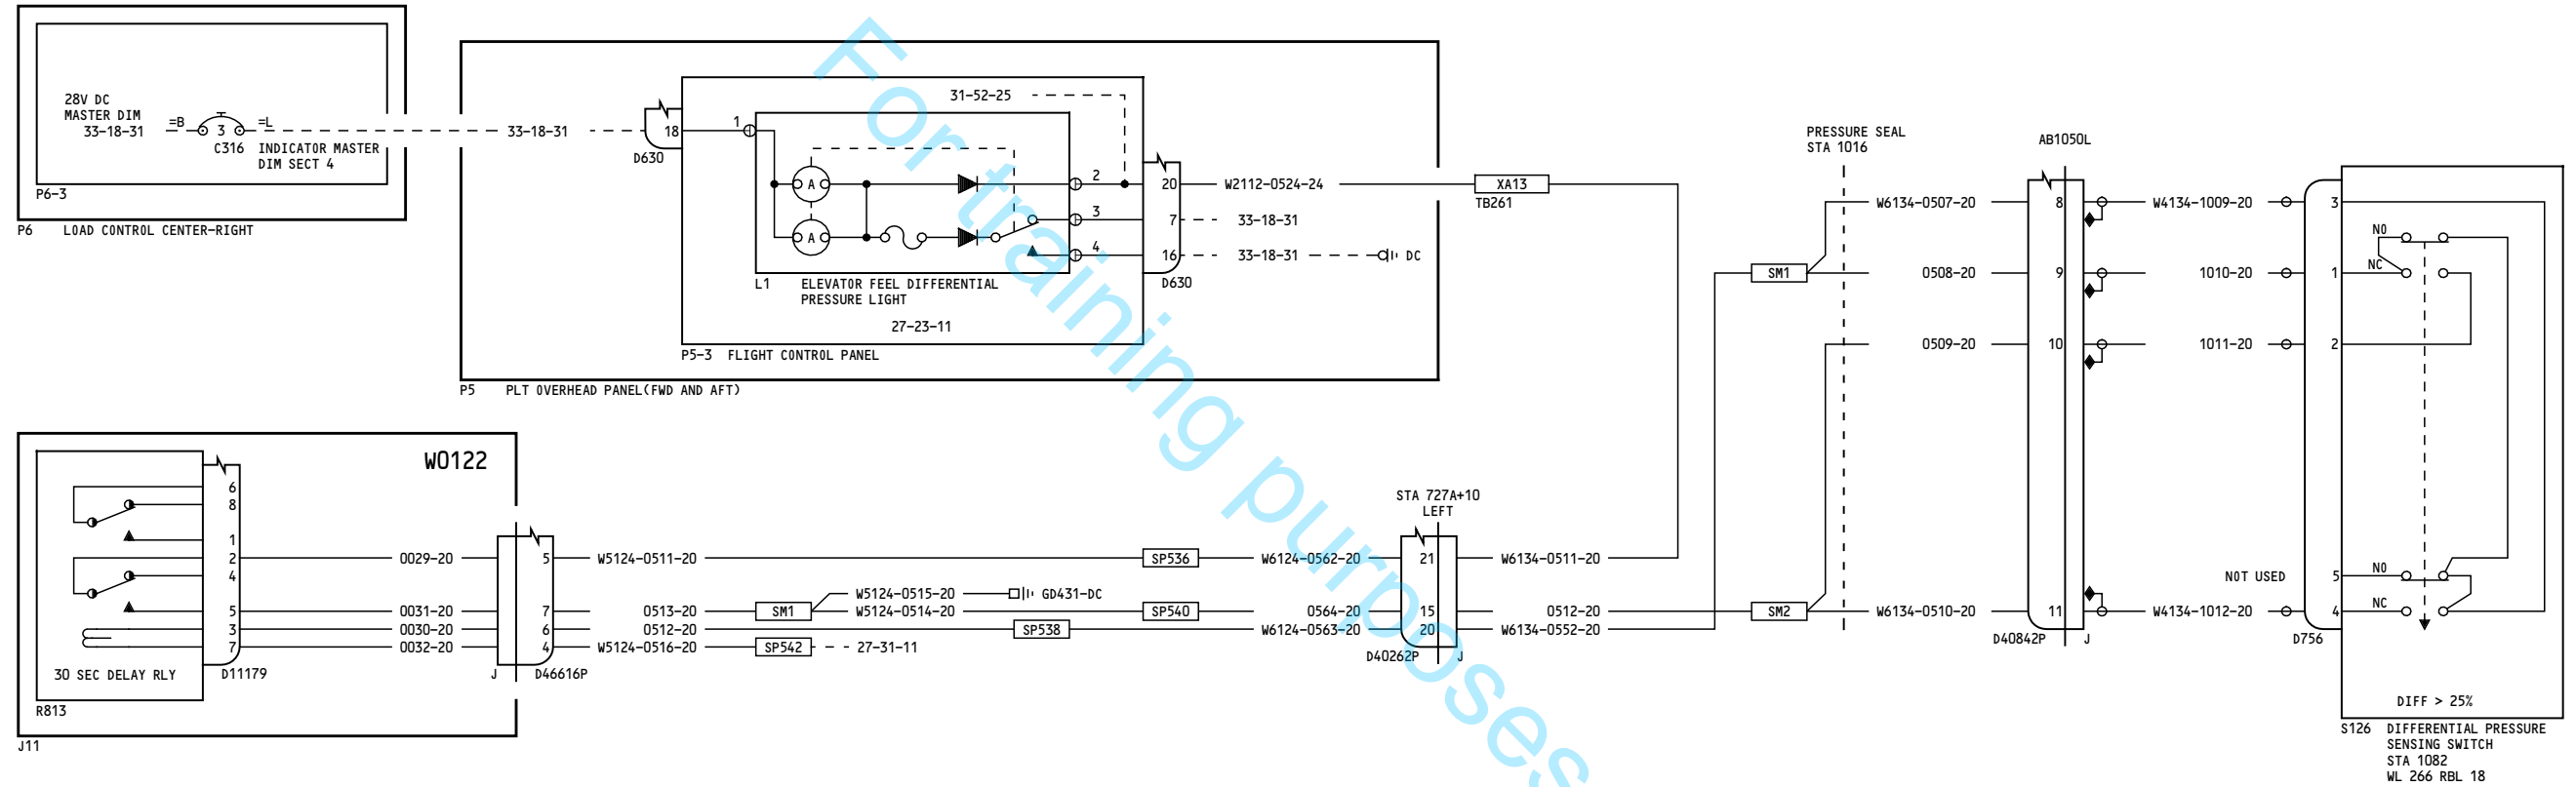 28V DC
MASTER DIM
33-18-31
=B
3
=L
C316
INDICATOR MASTER
DIM SECT 4
P6-3
P6 LOAD CONTROL CENTER-RIGHT
33-18-31
18
D630
1
31-52-25
A
A
2
3
4
L1 ELEVATOR FEEL DIFFERENTIAL
PRESSURE LIGHT
27-23-11
P5-3 FLIGHT CONTROL PANEL
P5 PLT OVERHEAD PANEL(FWD AND AFT)
20
7
16
D630
W2112-0524-24
33-18-31
33-18-31
DC
XA13
TB261
PRESSURE SEAL
STA 1016
AB1050L
SM1
W6134-0507-20
8
W4134-1009-20
3
0508-20
9
1010-20
1
0509-20
10
1011-20
2
NO
NC
W0122
6
8
1
2
4
5
3
7
30 SEC DELAY RLY
D11179
R813
J11
0029-20
0031-20
0030-20
0032-20
5
7
6
4
J
D46616P
W5124-0511-20
W5124-0515-20
GD431-DC
0513-20
SM1
W5124-0514-20
0512-20
W5124-0516-20
SP542
27-31-11
SP536
SP540
SP538
W6124-0562-20
0564-20
W6124-0563-20
STA 727A+10
LEFT
21
15
20
D40262P
J
W6134-0511-20
0512-20
W6134-0552-20
SM2
W6134-0510-20
11
D40842P
J
W4134-1012-20
NOT USED
5
4
D756
NO
NC
DIFF > 25%
S126 DIFFERENTIAL PRESSURE
SENSING SWITCH
STA 1082
WL 266 RBL 18
For training purposes